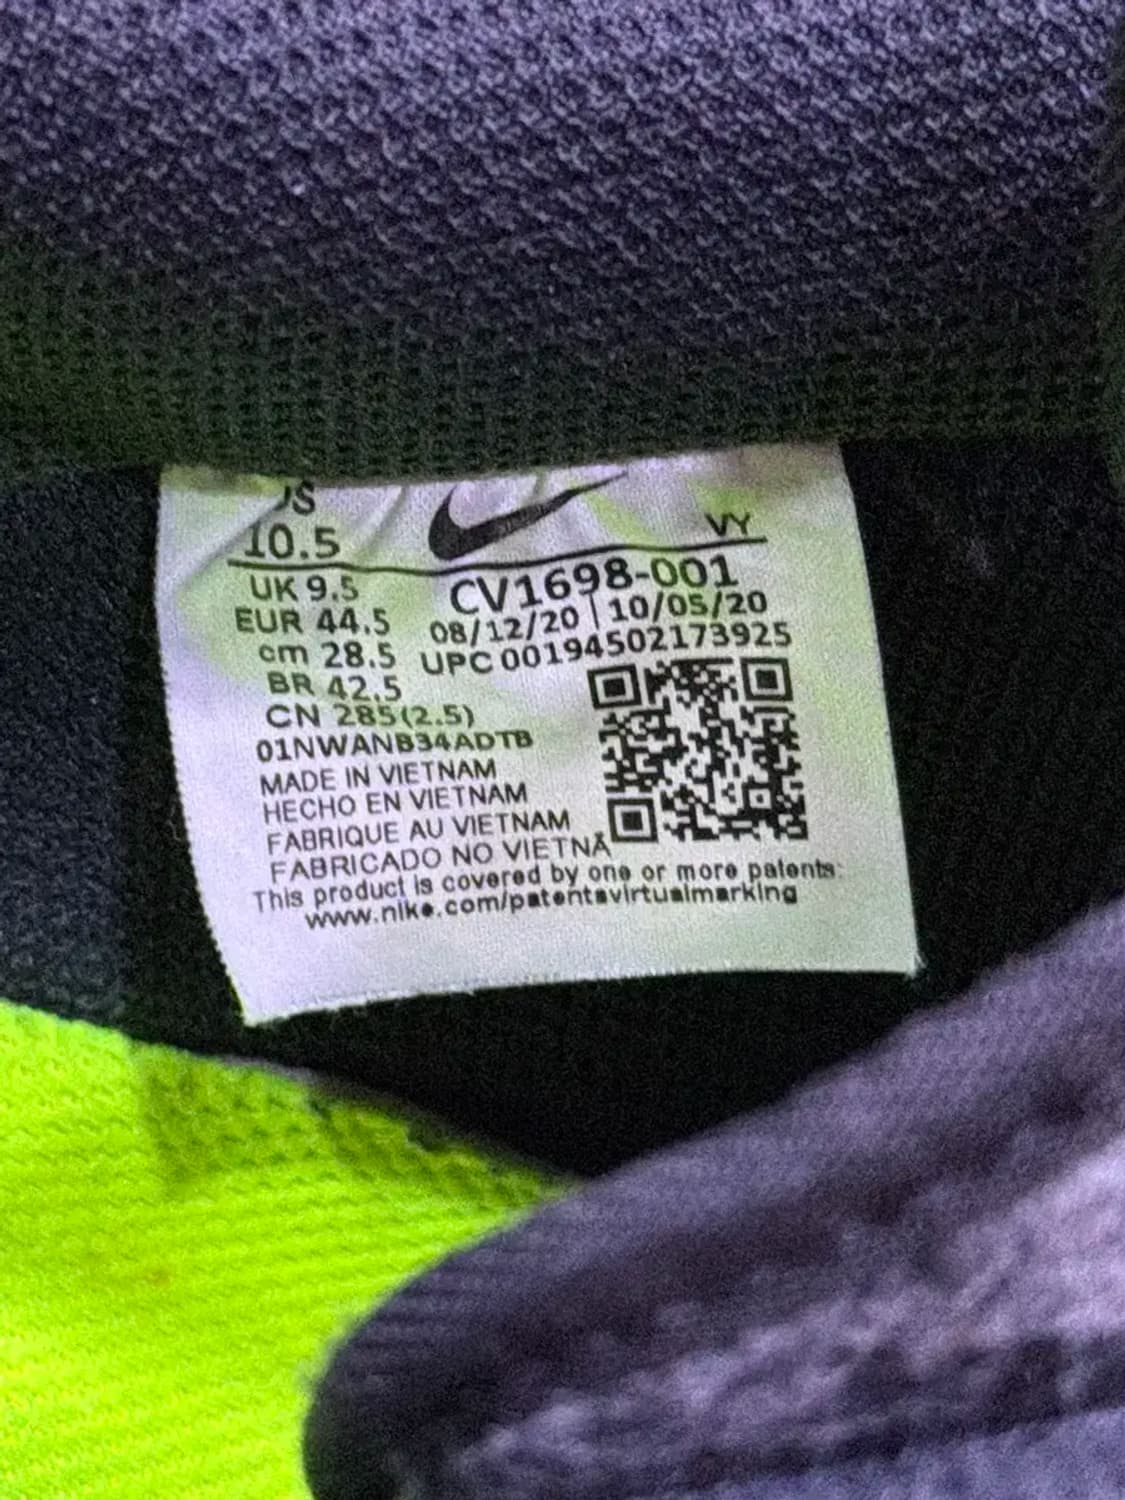 US
10.5
VY
UK 9.5
CV1698-001
EUR 44.5
08/12/20 | 10/05/20
cm 28.5
UPC 00194502173925
BR 42.5
CN 285(2.5)
01NWANB34ADTB
MADE IN VIETNAM
HECHO EN VIETNAM
FABRIQUE AU VIETNAM
FABRICADO NO VIETNÃ
This product is covered by one or more patents:
www.nike.com/patentsvirtualmarking